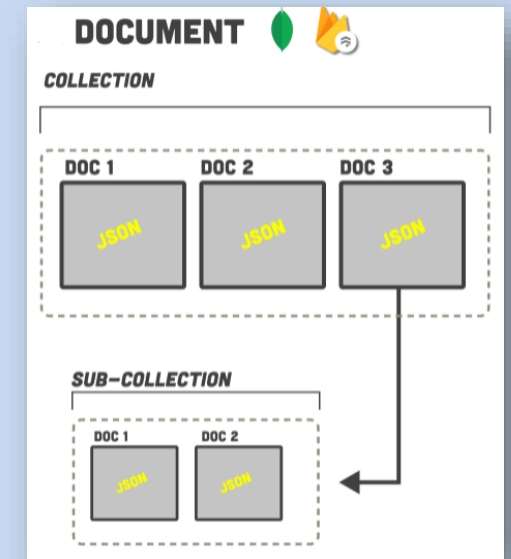 DOCUMENT
COLLECTION
DOC 1 DOC 2 DOC 3
JSON JSON JSON
SUB-COLLECTION
DOC 1 DOC 2
JSON JSON